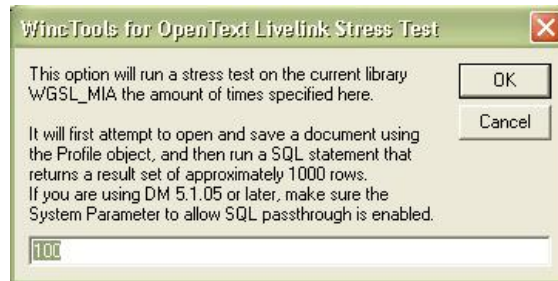 WincTools for OpenText Livelink Stress Test
This option will run a stress test on the current library
WGSL_MIA the amount of times specified here.
OK
Cancel
It will first attempt to open and save a document using
the Profile object, and then run a SQL statement that
returns a result set of approximately 1000 rows.
If you are using DM 5.1.05 or later, make sure the
System Parameter to allow SQL passthrough is enabled.
100